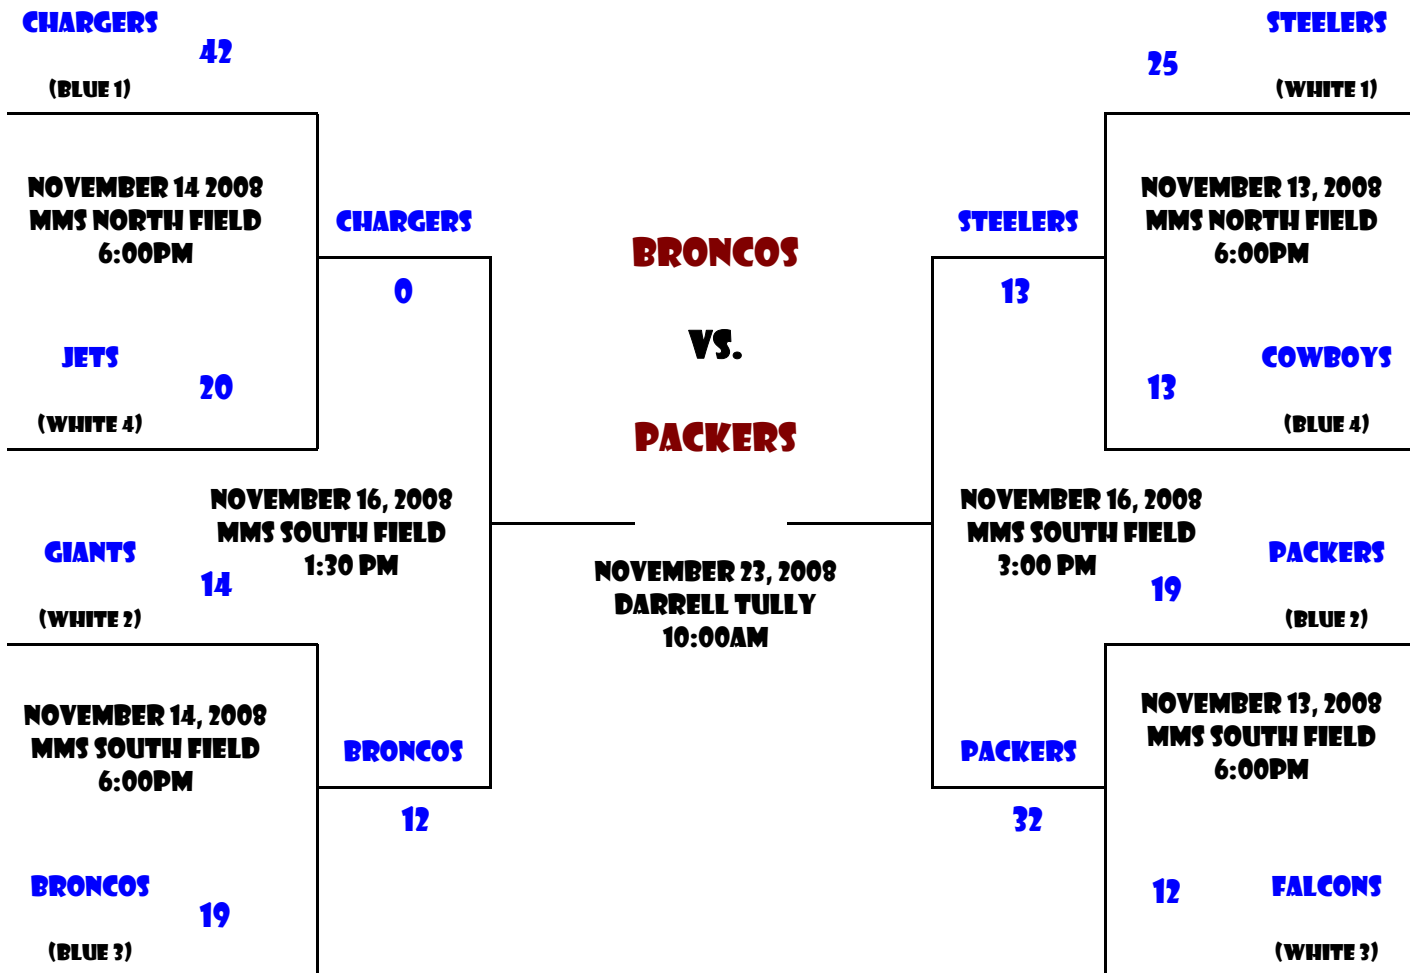 CHARGERS
42
(BLUE 1)
NOVEMBER 14 2008
MMS NORTH FIELD
6:00PM
JETS
20
(WHITE 4)
CHARGERS
0
GIANTS
14
(WHITE 2)
NOVEMBER 16, 2008
MMS SOUTH FIELD
1:30 PM
NOVEMBER 14, 2008
MMS SOUTH FIELD
6:00PM
BRONCOS
12
BRONCOS
19
(BLUE 3)
BRONCOS
VS.
PACKERS
NOVEMBER 23, 2008
DARRELL TULLY
10:00AM
STEELERS
25
(WHITE 1)
NOVEMBER 13, 2008
MMS NORTH FIELD
6:00PM
STEELERS
13
COWBOYS
13
(BLUE 4)
NOVEMBER 16, 2008
MMS SOUTH FIELD
3:00 PM
PACKERS
19
(BLUE 2)
NOVEMBER 13, 2008
MMS SOUTH FIELD
6:00PM
PACKERS
32
12
FALCONS
(WHITE 3)